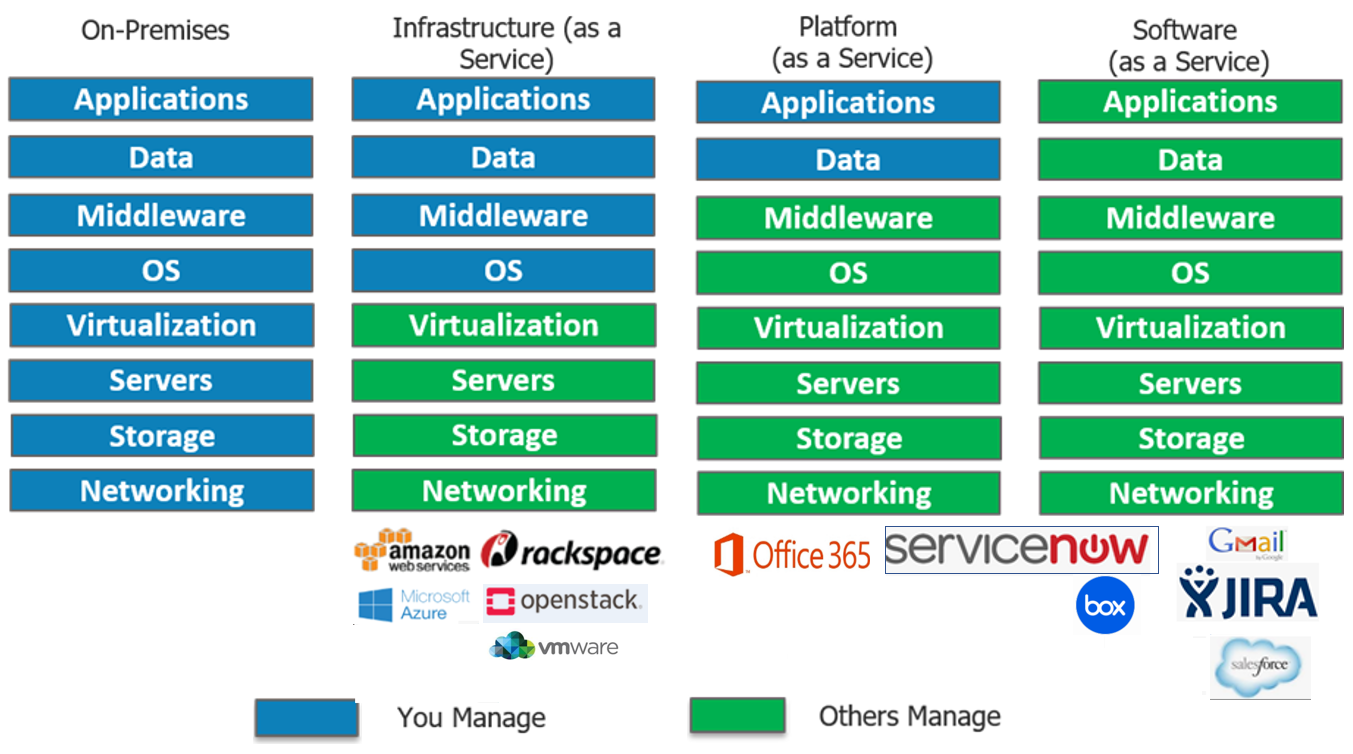 On-Premises
Infrastructure (as a
Service)
Platform
(as a Service)
Software
(as a Service)
Applications
Data
Middleware
OS
Virtualization
Servers
Storage
Networking
Applications
Data
Middleware
OS
Virtualization
Servers
Storage
Networking
Applications
Data
Middleware
OS
Virtualization
Servers
Storage
Networking
Applications
Data
Middleware
OS
Virtualization
Servers
Storage
Networking
amazon
web services
rackspace
Microsoft
Azure
openstack
vmware
Office 365
servicenow
box
Gmail
by Google
JIRA
salesforce
You Manage
Others Manage